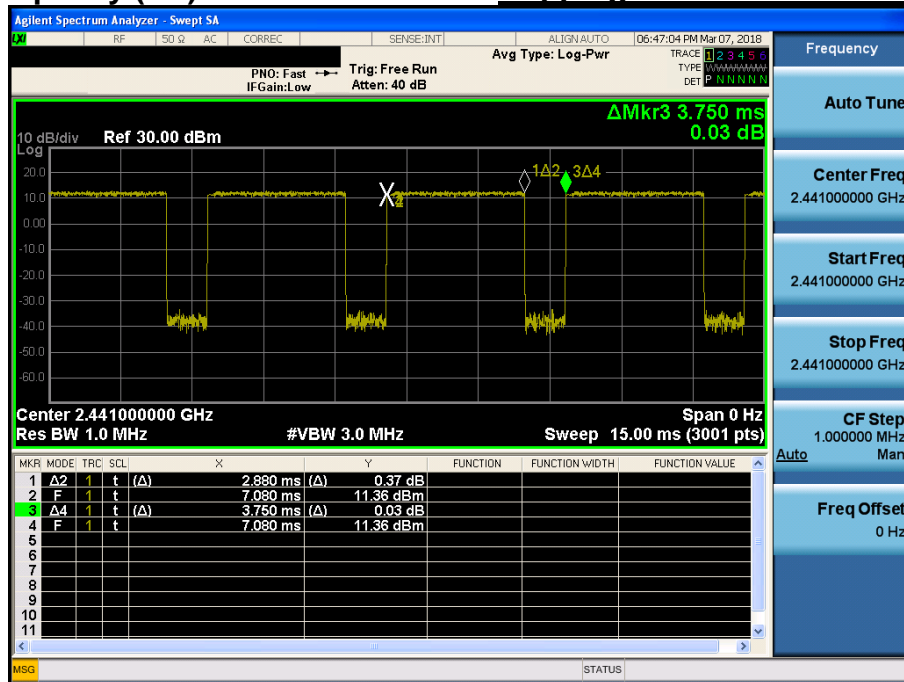 Agilent Spectrum Analyzer - Swept SA
LXI RF 50 Ω AC CORREC SENSE:INT ALIGN AUTO 06:47:04 PM Mar 07, 2018
Frequency
Avg Type: Log-Pwr
TRACE 1 2 3 4 5 6
PNO: Fast Trig: Free Run
TYPE WWWWWW
IFGain:Low Atten: 40 dB
DET P N N N N N
Auto Tune
ΔMkr3 3.750 ms
0.03 dB
10 dB/div Ref 30.00 dBm
Log
20.0
10.0
0.00
-10.0
-20.0
-30.0
-40.0
-50.0
-60.0
1Δ2 3Δ4
X
Center Freq
2.441000000 GHz
Start Freq
2.441000000 GHz
Stop Freq
2.441000000 GHz
Center 2.441000000 GHz Span 0 Hz
Res BW 1.0 MHz #VBW 3.0 MHz Sweep 15.00 ms (3001 pts)
CF Step
1.000000 MHz
Auto Man
MKR MODE TRC SCL X Y FUNCTION FUNCTION WIDTH FUNCTION VALUE
1 Δ2 1 t (Δ) 2.880 ms (Δ) 0.37 dB
2 F 1 t 7.080 ms 11.36 dBm
3 Δ4 1 t (Δ) 3.750 ms (Δ) 0.03 dB
4 F 1 t 7.080 ms 11.36 dBm
5
6
7
8
9
10
11
Freq Offset
0 Hz
MSG STATUS